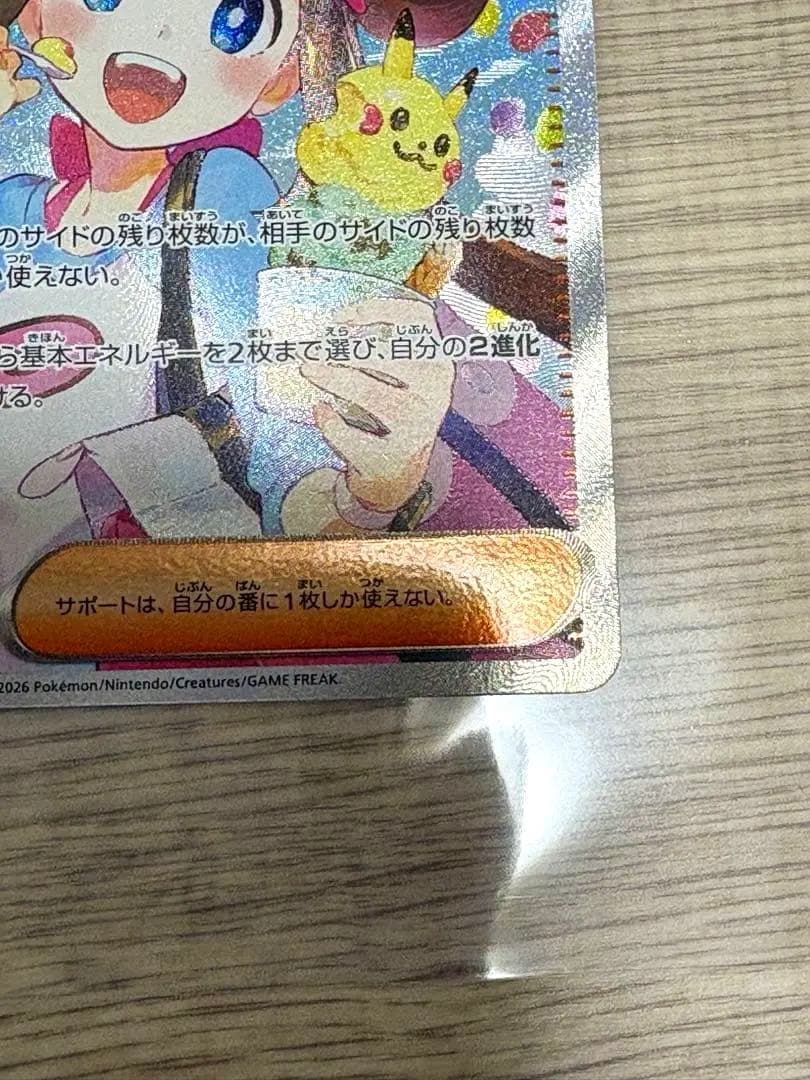 のサイドの残り枚数が、相手のサイドの残り枚数
使えない。
ら基本エネルギーを2枚まで選び、自分の2進化
ける。
サポートは、自分の番に1枚しか使えない。
2026 Pokémon/Nintendo/Creatures/GAME FREAK.